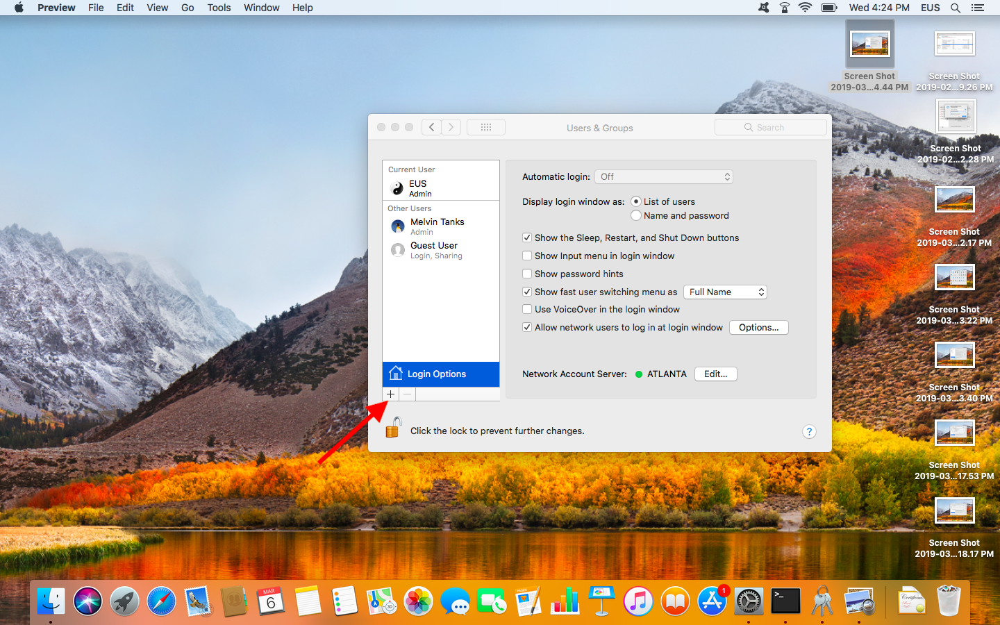 Preview File Edit View Go Tools Window Help
Wed 4:24 PM EUS
Screen Shot
2019-03...4.44 PM
Screen Shot
2019-02...9.26 PM
Screen Shot
2019-02...2.28 PM
Screen Shot
2019-03...2.17 PM
Screen Shot
2019-03...3.22 PM
Screen Shot
2019-03...3.40 PM
Screen Shot
2019-03...17.53 PM
Screen Shot
2019-03...18.17 PM
Users & Groups
Search
Current User
EUS
Admin
Other Users
Melvin Tanks
Admin
Guest User
Login, Sharing
Login Options
Automatic login: Off
Display login window as: List of users
Name and password
Show the Sleep, Restart, and Shut Down buttons
Show Input menu in login window
Show password hints
Show fast user switching menu as Full Name
Use VoiceOver in the login window
Allow network users to log in at login window Options...
Network Account Server: ATLANTA Edit...
Click the lock to prevent further changes.
?
MAR
6
3D
PAGES
1
>_